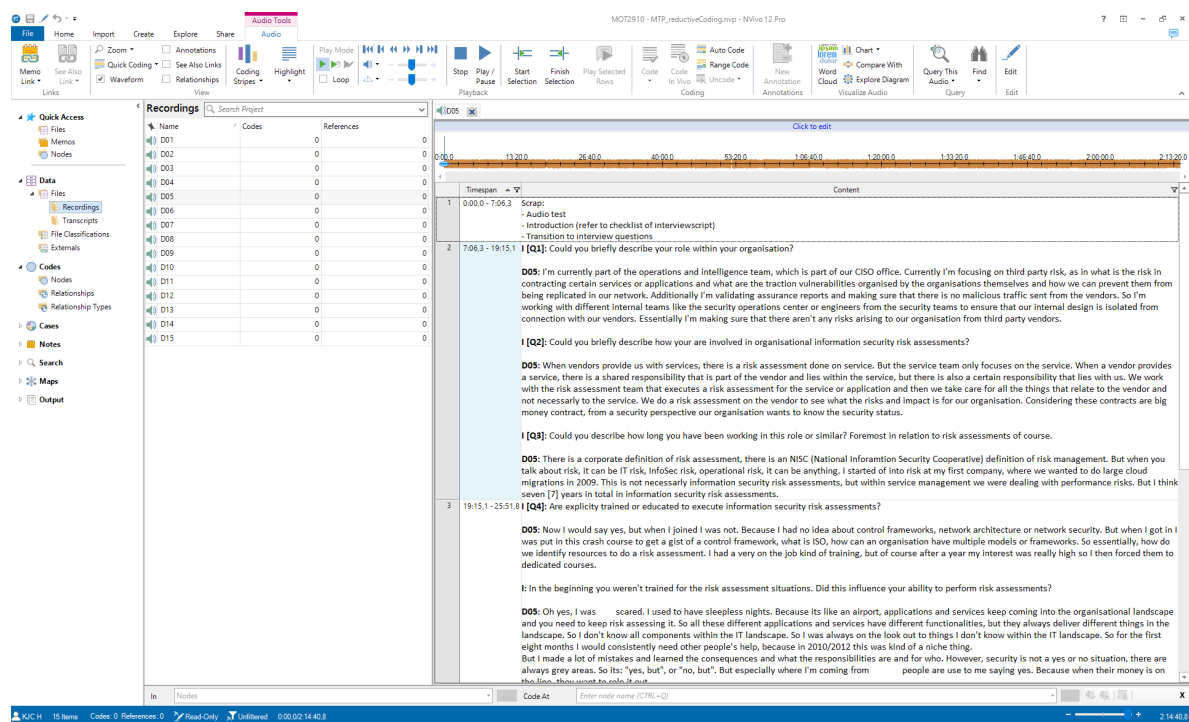 Audio Tools
MOT2910 - MTP_reductiveCoding.nvp - NVivo 12 Pro
File Home Import Create Explore Share Audio
Memo Link
See Also Link
Zoom
Quick Coding
Waveform
Annotations
See Also Links
Relationships
Coding Stripes
Highlight
Play Mode
Loop
Stop
Play / Pause
Start Selection
Finish Selection
Play Selected Rows
Code
Code In Vivo
Auto Code
Range Code
Uncode
New Annotation
Word Cloud
Chart
Compare With
Explore Diagram
Query This Audio
Find
Edit
Links View Playback Coding Annotations Visualize Audio Query Edit
Quick Access
Files
Memos
Nodes
Data
Files
Recordings
Transcripts
File Classifications
Externals
Codes
Nodes
Relationships
Relationship Types
Cases
Notes
Search
Maps
Output
Recordings Search Project
Name Codes References
D01 0 0
D02 0 0
D03 0 0
D04 0 0
D05 0 0
D06 0 0
D07 0 0
D08 0 0
D09 0 0
D10 0 0
D11 0 0
D12 0 0
D13 0 0
D14 0 0
D15 0 0
D05
Click to edit
0:00,0 13:20,0 26:40,0 40:00,0 53:20,0 1:06:40,0 1:20:00,0 1:33:20,0 1:46:40,0 2:00:00,0 2:13:20,0
Timespan Content
1 0:00,0 - 7:06,3 Scrap:
- Audio test
- Introduction (refer to checklist of interviewscript)
- Transition to interview questions
2 7:06,3 - 19:15,1 I [Q1]: Could you briefly describe your role within your organisation?
D05: I'm currently part of the operations and intelligence team, which is part of our CISO office. Currently I'm focusing on third party risk, as in what is the risk in
contracting certain services or applications and what are the traction vulnerabilities organised by the organisations themselves and how we can prevent them from
being replicated in our network. Additionally I'm validating assurance reports and making sure that there is no malicious traffic sent from the vendors. So I'm
working with different internal teams like the security operations center or engineers from the security teams to ensure that our internal design is isolated from
connection with our vendors. Essentially I'm making sure that there aren't any risks arising to our organisation from third party vendors.
I [Q2]: Could you briefly describe how your are involved in organisational information security risk assessments?
D05: When vendors provide us with services, there is a risk assessment done on service. But the service team only focuses on the service. When a vendor provides
a service, there is a shared responsibility that is part of the vendor and lies within the service, but there is also a certain responsibility that lies with us. We work
with the risk assessment team that executes a risk assessment for the service or application and then we take care for all the things that relate to the vendor and
not necessarily to the service. We do a risk assessment on the vendor to see what the risks and impact is for our organisation. Considering these contracts are big
money contract, from a security perspective our organisation wants to know the security status.
I [Q3]: Could you describe how long you have been working in this role or similar? Foremost in relation to risk assessments of course.
D05: There is a corporate definition of risk assessment, there is an NISC (National Inforamtion Security Cooperative) definition of risk management. But when you
talk about risk, it can be IT risk, InfoSec risk, operational risk, it can be anything. I started of into risk at my first company, where we wanted to do large cloud
migrations in 2009. This is not necessarly information security risk assessments, but within service management we were dealing with performance risks. But I think
seven [7] years in total in information security risk assessments.
3 19:15,1 - 25:51,8 I [Q4]: Are explicity trained or educated to execute information security risk assessments?
D05: Now I would say yes, but when I joined I was not. Because I had no idea about control frameworks, network architecture or network security. But when I got in I
was put in this crash course to get a gist of a control framework, what is ISO, how can an organisation have multiple models or frameworks. So essentially, how do
we identify resources to do a risk assessment. I had a very on the job kind of training, but of course after a year my interest was really high so I then forced them to
dedicated courses.
I: In the beginning you weren't trained for the risk assessment situations. Did this influence your ability to perform risk assessments?
D05: Oh yes, I was scared. I used to have sleepless nights. Because its like an airport, applications and services keep coming into the organisational landscape
and you need to keep risk assessing it. So all these different applications and services have different functionalities, but they always deliver different things in the
landscape. So I don't know all components within the IT landscape. So I was always on the look out to things I don't know within the IT landscape. So for the first
eight months I would consistently need other people's help, because in 2010/2012 this was kind of a niche thing.
But I made a lot of mistakes and learned the consequences and what the responsibilities are and for who. However, security is not a yes or no situation, there are
always grey areas. So its: "yes, but", or "no, but". But especially where I'm coming from people are use to me saying yes. Because when their money is on
the line, they want to role it out
In Nodes Code At Enter node name (CTRL+Q) X
KJC H 15 Items Codes: 0 References: 0 Read-Only Unfiltered 0:00,0/2:14:40,8 2:14:40,8